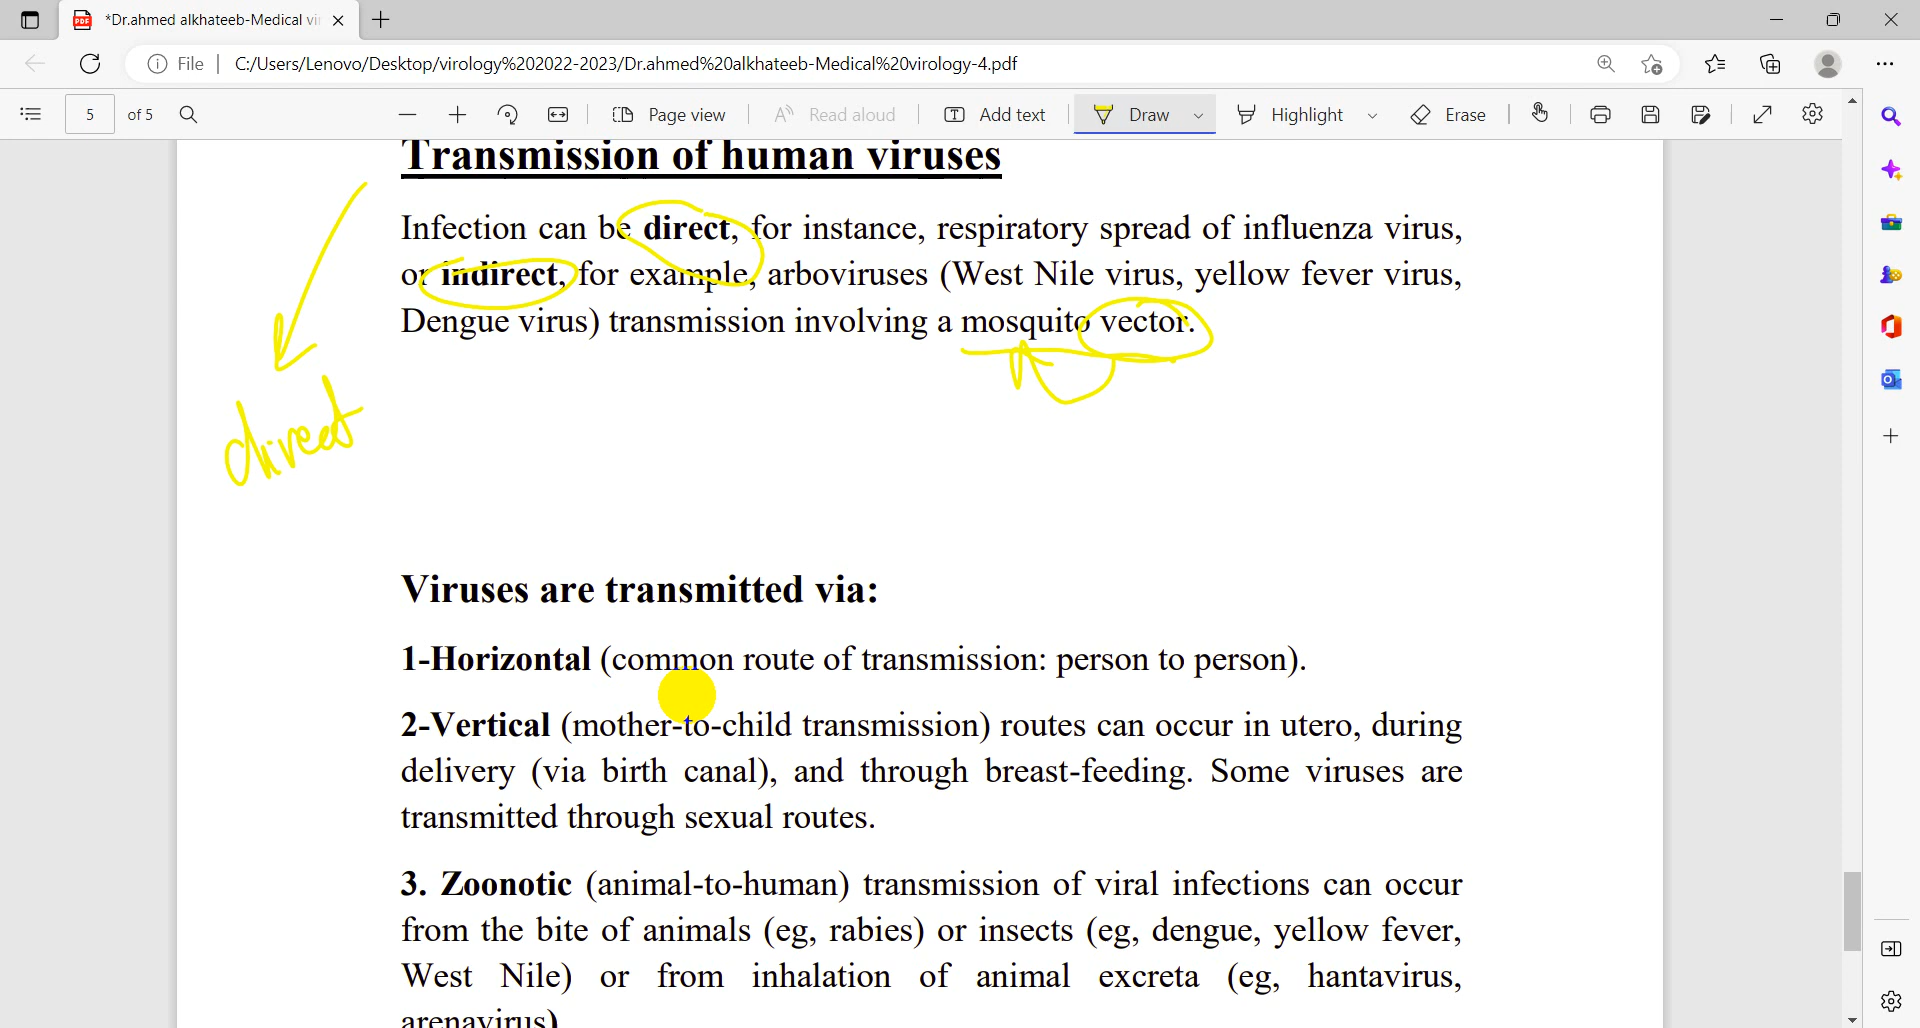 *Dr.ahmed alkhateeb-Medical vi
File
C:/Users/Lenovo/Desktop/virology%202022-2023/Dr.ahmed%20alkhateeb-Medical%20virology-4.pdf
5 of 5
Page view
Read aloud
Add text
Draw
Highlight
Erase
Transmission of human viruses
Infection can be direct, for instance, respiratory spread of influenza virus,
or indirect, for example, arboviruses (West Nile virus, yellow fever virus,
Dengue virus) transmission involving a mosquito vector.
direct
Viruses are transmitted via:
1-Horizontal (common route of transmission: person to person).
2-Vertical (mother-to-child transmission) routes can occur in utero, during
delivery (via birth canal), and through breast-feeding. Some viruses are
transmitted through sexual routes.
3. Zoonotic (animal-to-human) transmission of viral infections can occur
from the bite of animals (eg, rabies) or insects (eg, dengue, yellow fever,
West Nile) or from inhalation of animal excreta (eg, hantavirus,
arenavirus)